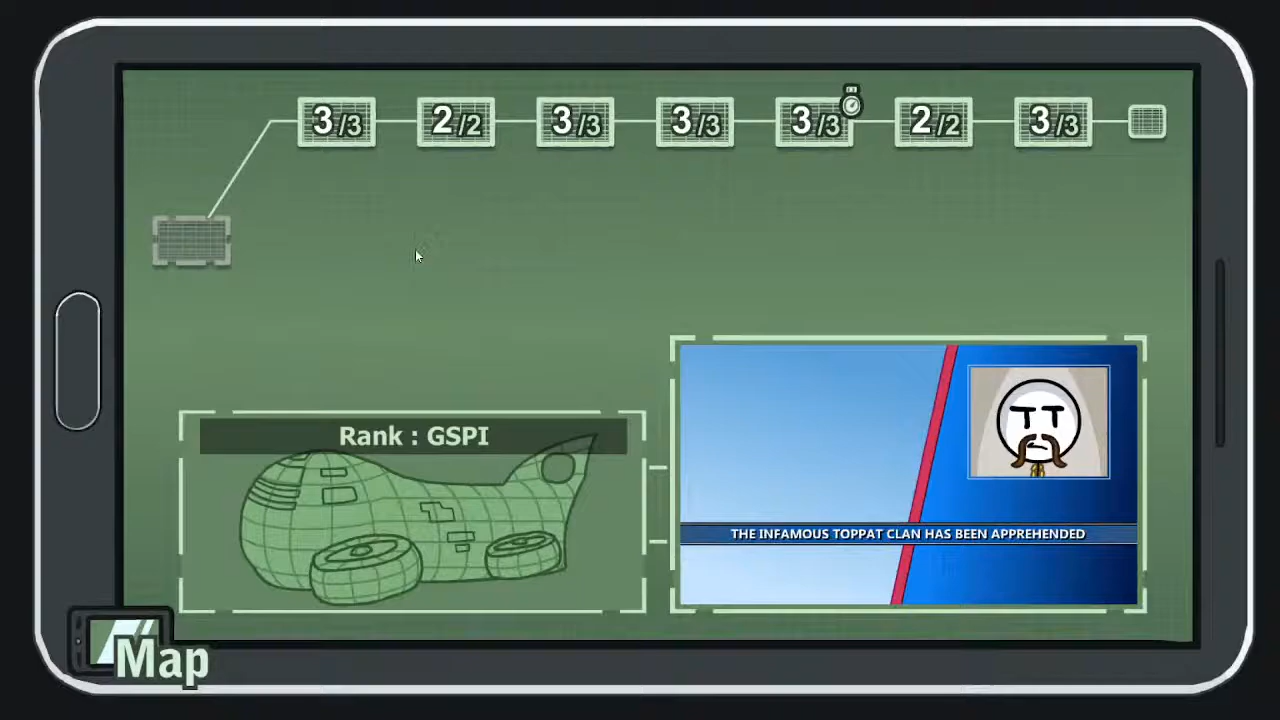 3/3 2/2 3/3 3/3 3/3 2/2 3/3
Rank : GSPI
THE INFAMOUS TOPPAT CLAN HAS BEEN APPREHENDED
Map